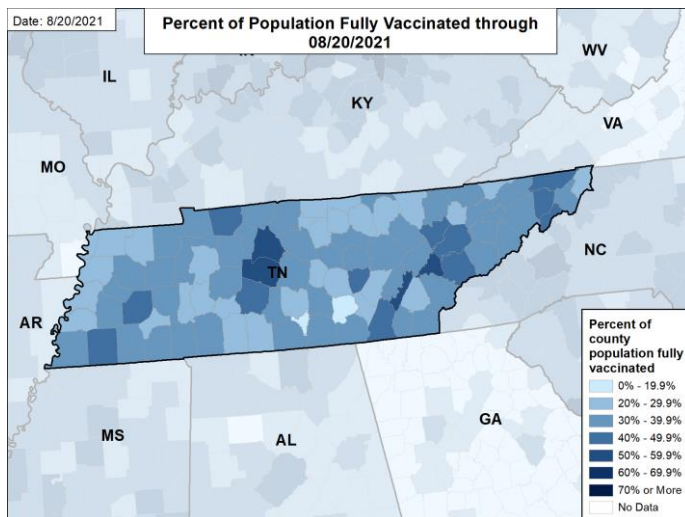 Date: 8/20/2021
Percent of Population Fully Vaccinated through
08/20/2021
WV
IL
IN
KY
VA
MO
NC
TN
AR
MS
AL
GA
Percent of
county
population fully
vaccinated
0% - 19.9%
20% - 29.9%
30% - 39.9%
40% - 49.9%
50% - 59.9%
60% - 69.9%
70% or More
No Data